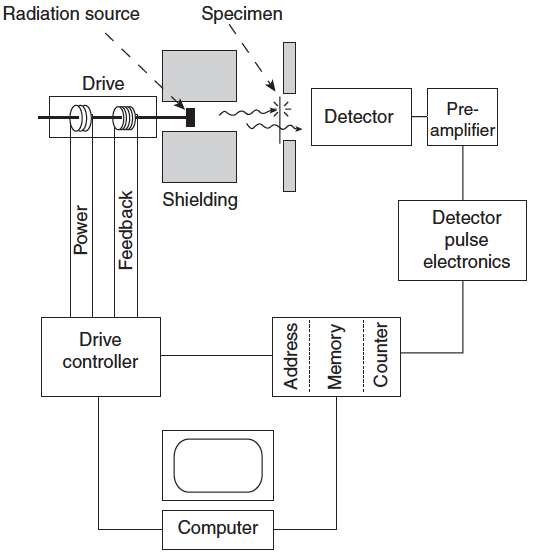 Radiation source
Specimen
Drive
Detector
Pre-
amplifier
Shielding
Power
Feedback
Detector
pulse
electronics
Drive
controller
Address
Memory
Counter
Computer